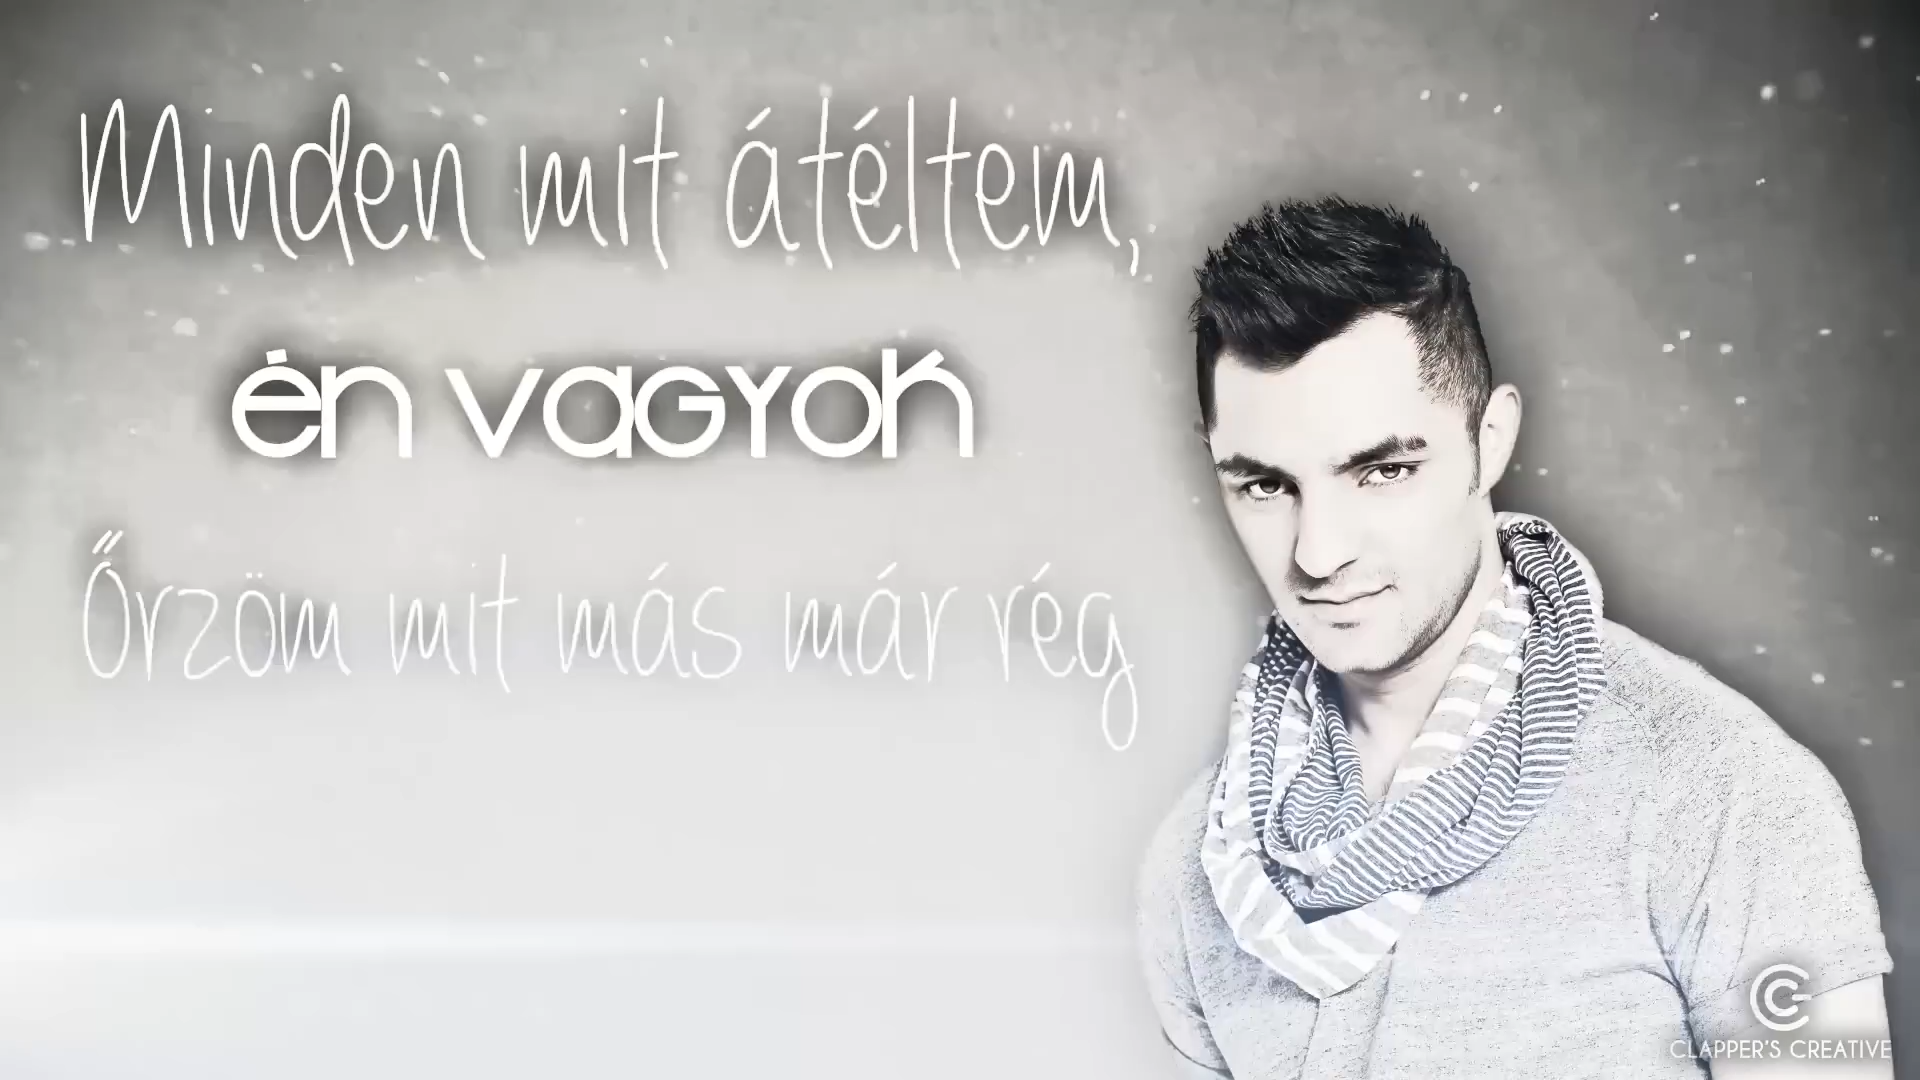 Minden mit átéltem,
én vagyok
Őrzöm mit más már rég
CLAPPER'S CREATIVE